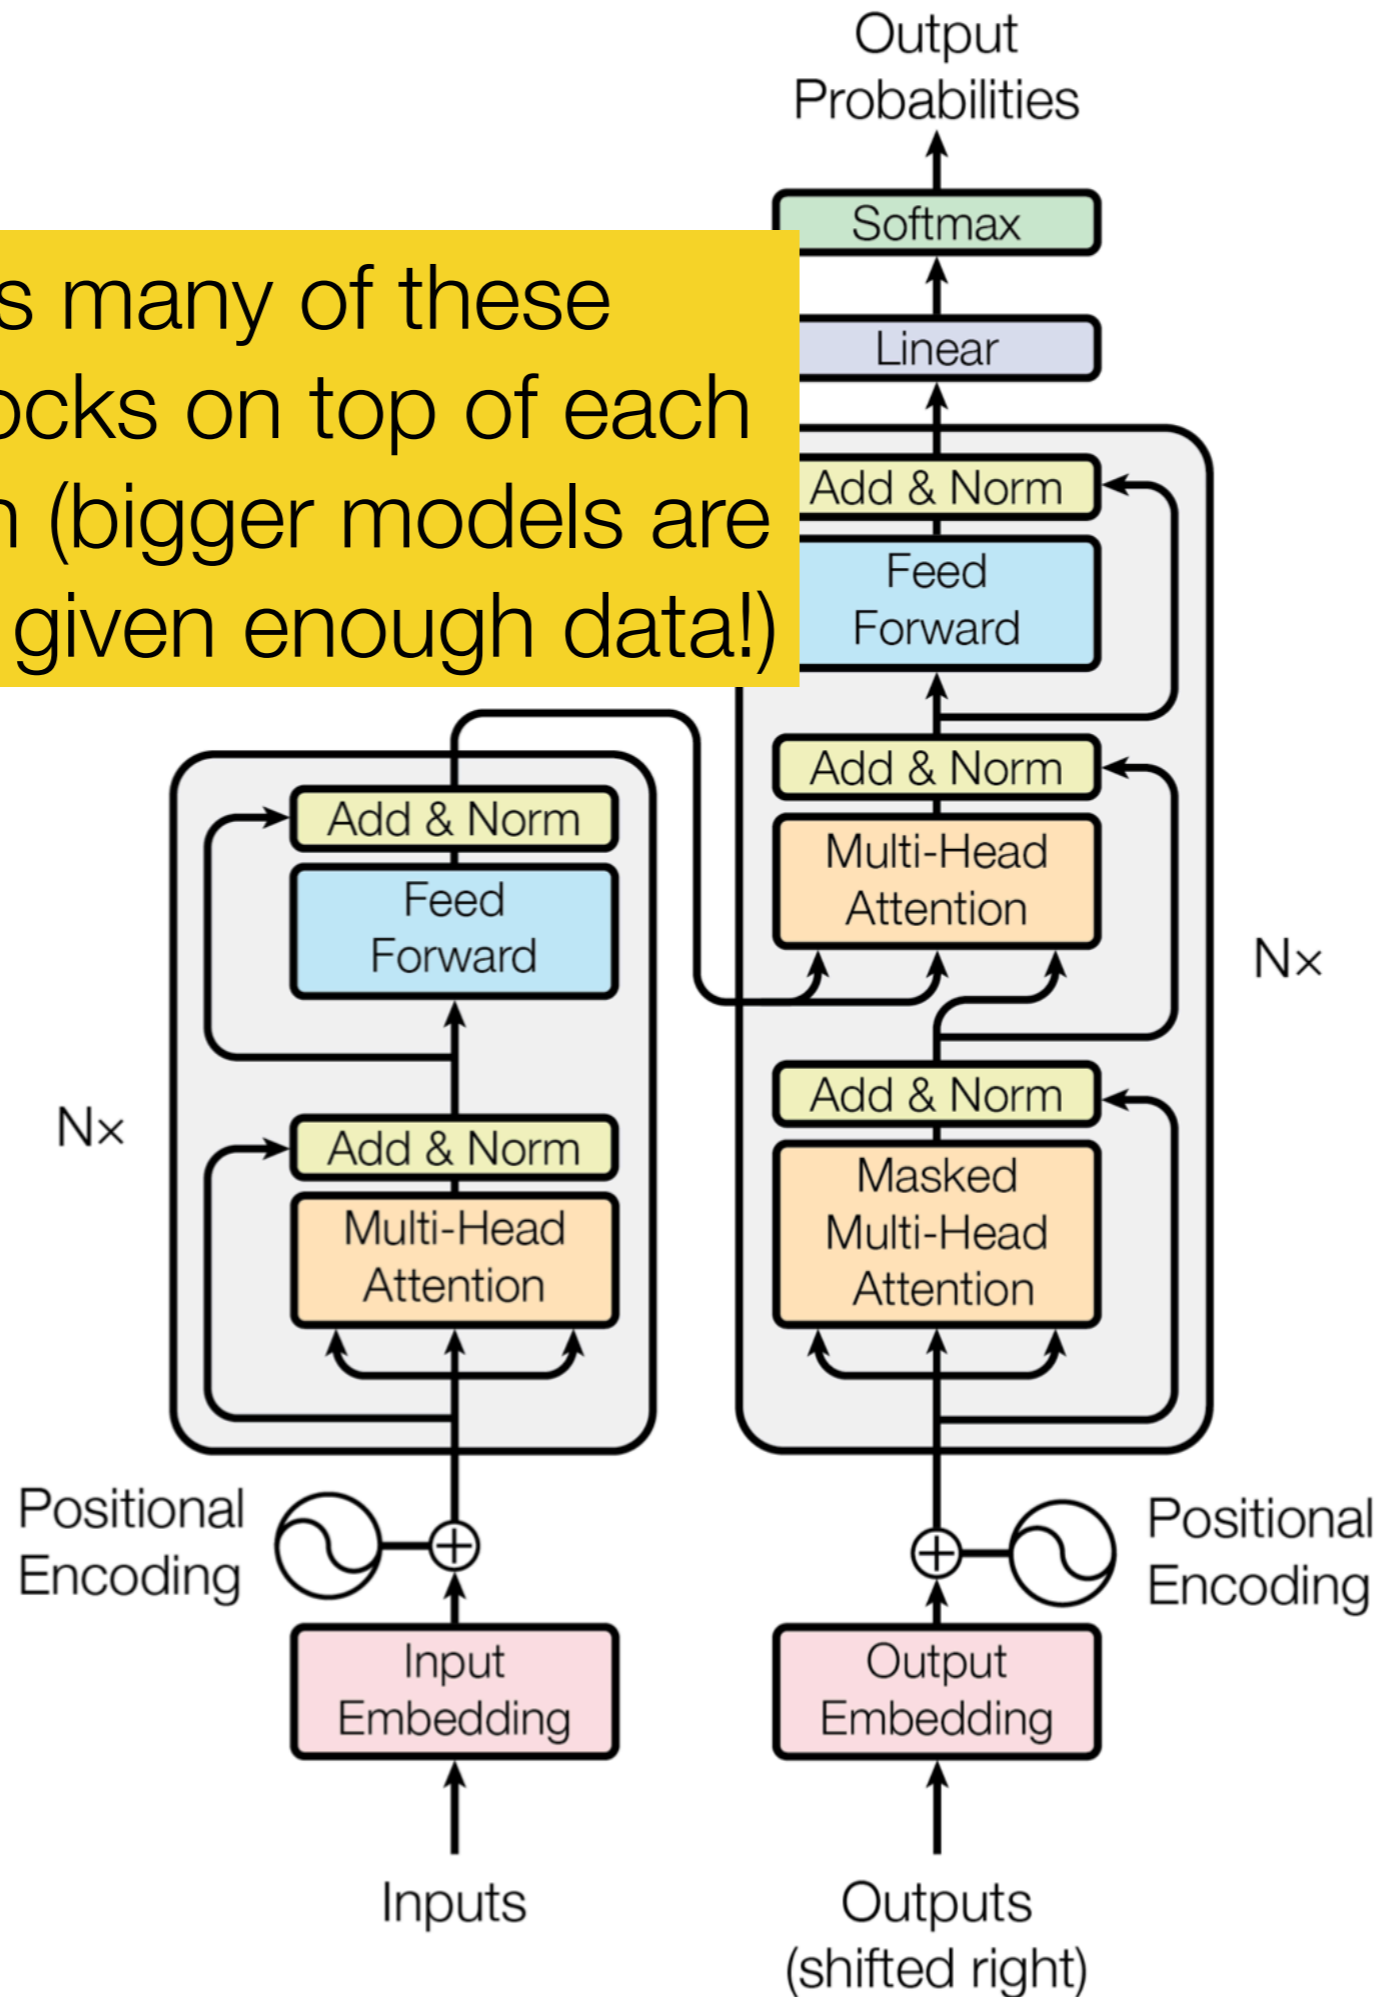 Output
Probabilities
Softmax
s many of these
ocks on top of each
n (bigger models are
given enough data!)
Linear
Add & Norm
Feed
Forward
Add & Norm
Multi-Head
Attention
Add & Norm
Feed
Forward
N×
N×
Add & Norm
Masked
Multi-Head
Attention
Add & Norm
Multi-Head
Attention
Positional
Encoding
Positional
Encoding
Input
Embedding
Output
Embedding
Inputs
Outputs
(shifted right)